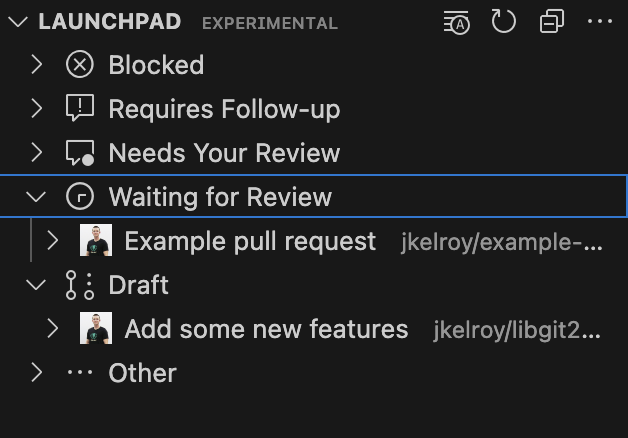 LAUNCHPAD EXPERIMENTAL
Blocked
Requires Follow-up
Needs Your Review
Waiting for Review
Example pull request jkelroy/example-...
Draft
Add some new features jkelroy/libgit2...
Other